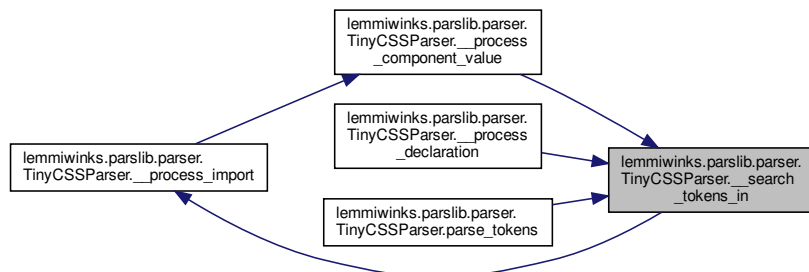 lemmiwinks.parslib.parser.
TinyCSSParser.__process
_component_value
lemmiwinks.parslib.parser.
TinyCSSParser.__process
_declaration
lemmiwinks.parslib.parser.
TinyCSSParser.__process_import
lemmiwinks.parslib.parser.
TinyCSSParser.__search
_tokens_in
lemmiwinks.parslib.parser.
TinyCSSParser.parse_tokens